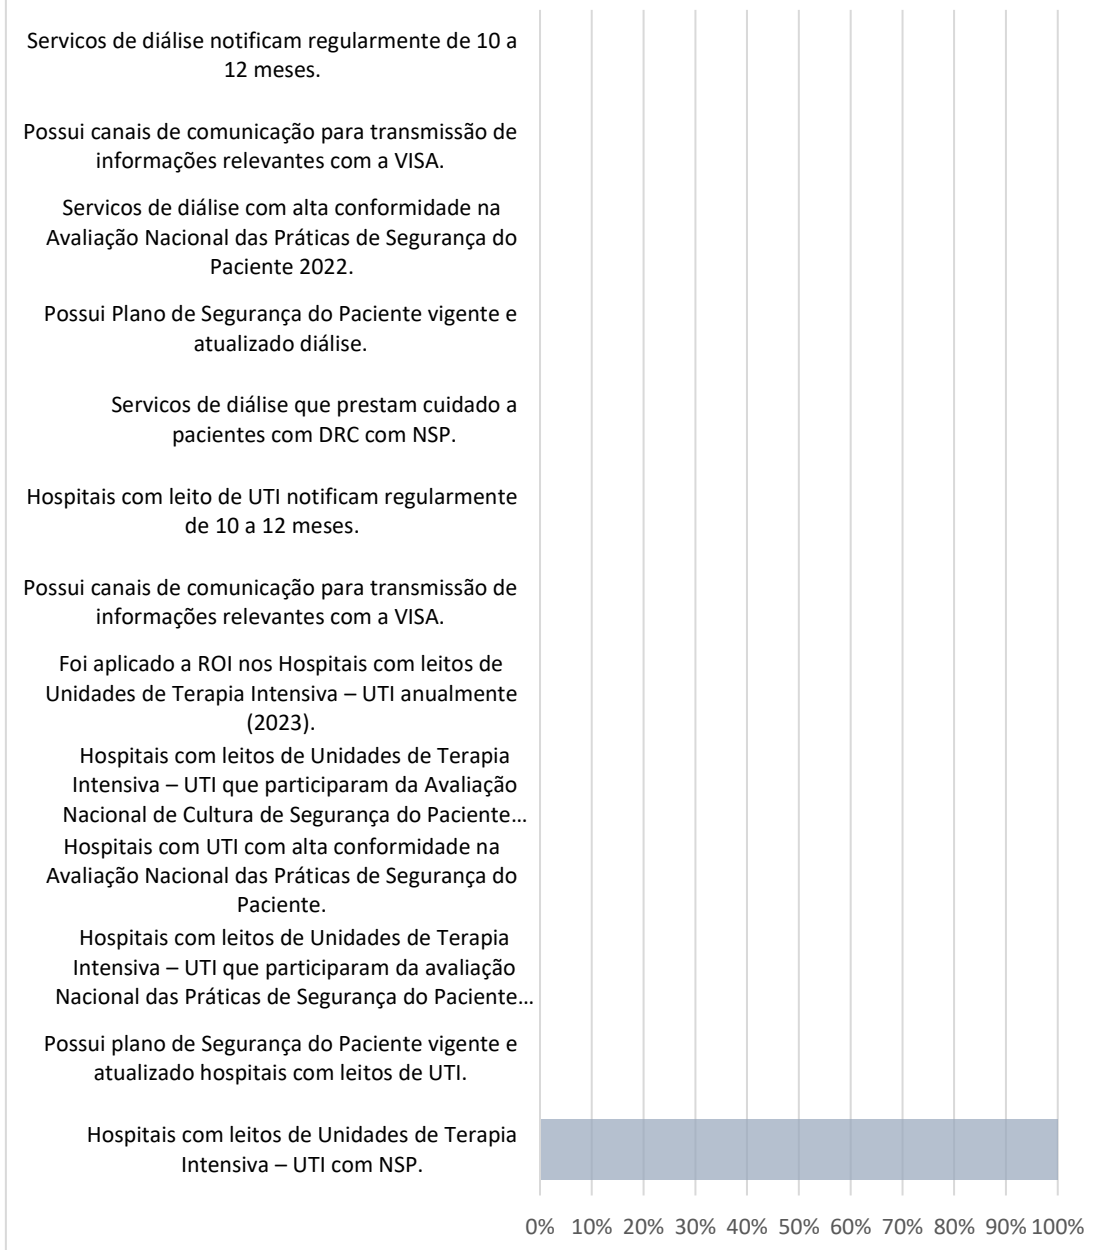 Servicos de diálise notificam regularmente de 10 a
12 meses.
Possui canais de comunicação para transmissão de
informações relevantes com a VISA.
Servicos de diálise com alta conformidade na
Avaliação Nacional das Práticas de Segurança do
Paciente 2022.
Possui Plano de Segurança do Paciente vigente e
atualizado diálise.
Servicos de diálise que prestam cuidado a
pacientes com DRC com NSP.
Hospitais com leito de UTI notificam regularmente
de 10 a 12 meses.
Possui canais de comunicação para transmissão de
informações relevantes com a VISA.
Foi aplicado a ROI nos Hospitais com leitos de
Unidades de Terapia Intensiva – UTI anualmente
(2023).
Hospitais com leitos de Unidades de Terapia
Intensiva – UTI que participaram da Avaliação
Nacional de Cultura de Segurança do Paciente...
Hospitais com UTI com alta conformidade na
Avaliação Nacional das Práticas de Segurança do
Paciente.
Hospitais com leitos de Unidades de Terapia
Intensiva – UTI que participaram da avaliação
Nacional das Práticas de Segurança do Paciente...
Possui plano de Segurança do Paciente vigente e
atualizado hospitais com leitos de UTI.
Hospitais com leitos de Unidades de Terapia
Intensiva – UTI com NSP.
0% 10% 20% 30% 40% 50% 60% 70% 80% 90% 100%